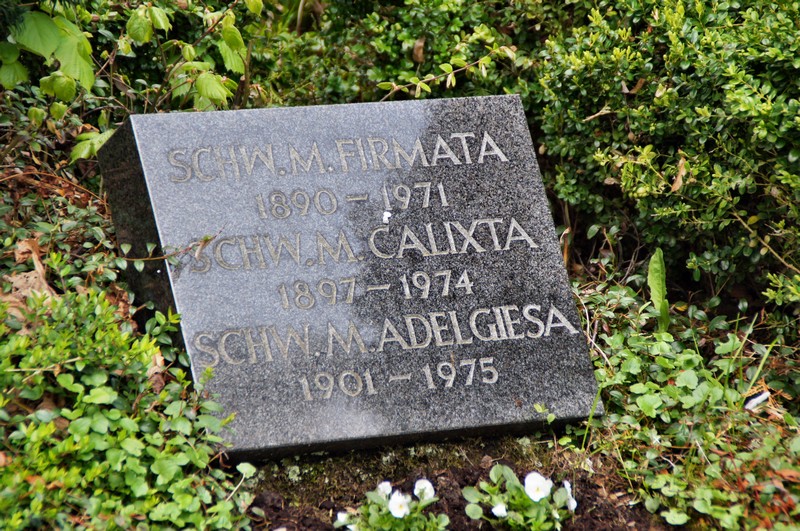 SCHW. M. FIRMATA
1890 – 1971
SCHW. M. CALIXTA
1897 – 1974
SCHW. M. ADELGIESA
1901 – 1975